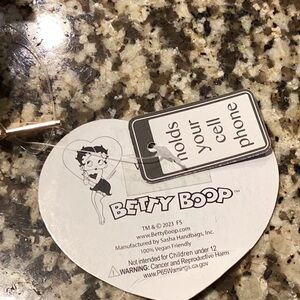 holds
your
cell
phone
BETTY BOOP™
TM & © 2023 FS.
www.BettyBoop.com
Manufactured by Sasha Handbags, Inc.
100% Vegan Friendly
Not intended for Children under 12
⚠WARNING: Cancer and Reproductive Harm
www.P65Warnings.ca.gov